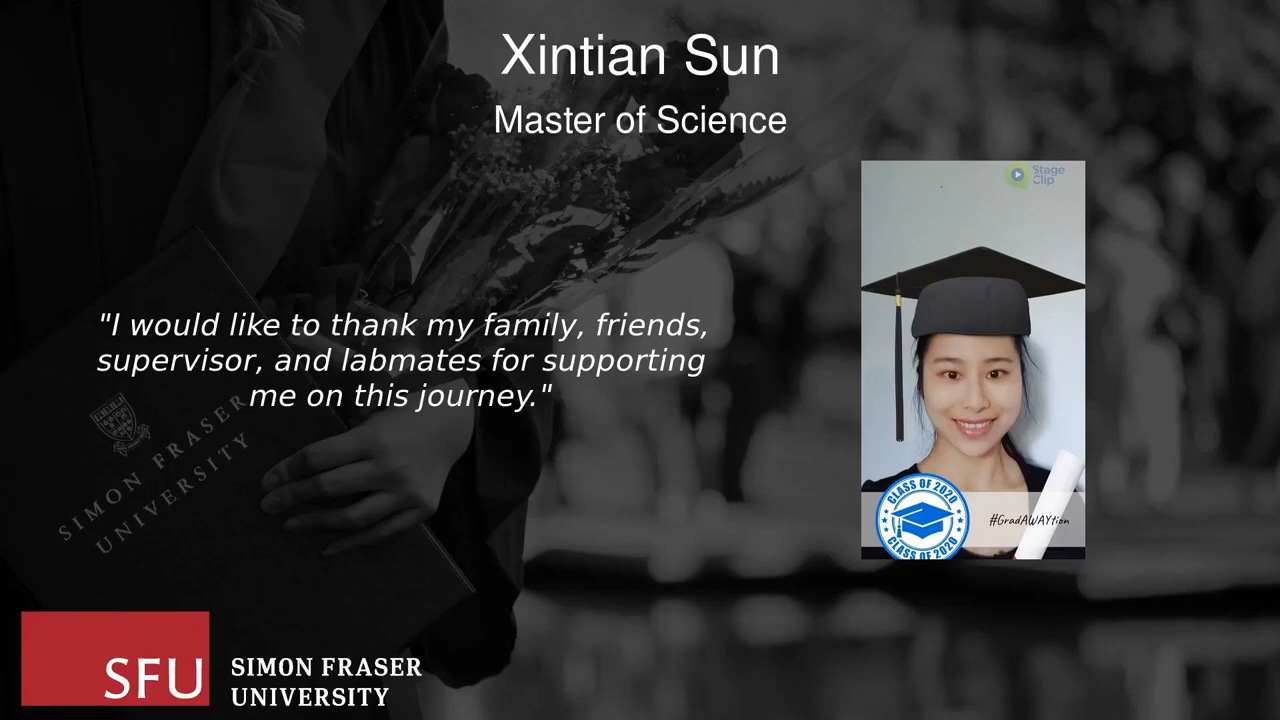 Xintian Sun
Master of Science
Stage
Clip
"I would like to thank my family, friends,
supervisor, and labmates for supporting
me on this journey."
SIMON FRASER
UNIVERSITY
CLASS OF 2020
#GradAWAYtion
CLASS OF 2020
SFU
SIMON FRASER
UNIVERSITY